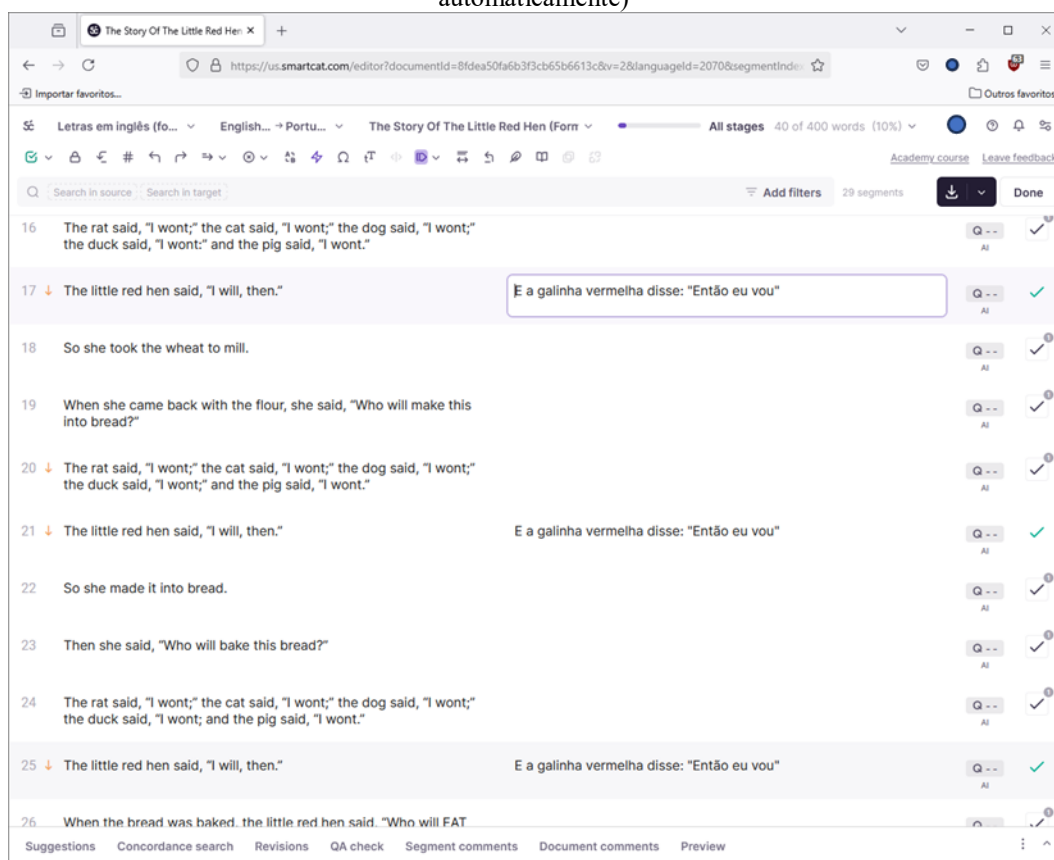 automaticamente)
The Story Of The Little Red Hen
https://us.smartcat.com/editor?documentId=8fdea50fa6b3f3cb65b6613c&v=2&languageId=2070&segmentInde
Importar favoritos...
Outros favoritos
Letras em inglês (fo... English... → Portu... The Story Of The Little Red Hen (Forr All stages 40 of 400 words (10%)
Academy course Leave feedback
Search in source Search in target Add filters 29 segments Done
16 The rat said, "I wont;" the cat said, "I wont;" the dog said, "I wont;"
the duck said, "I wont:" and the pig said, "I wont."
Q -- AI
17 The little red hen said, "I will, then." E a galinha vermelha disse: "Então eu vou"
Q -- AI
18 So she took the wheat to mill.
Q -- AI
19 When she came back with the flour, she said, "Who will make this
into bread?"
Q -- AI
20 The rat said, "I wont;" the cat said, "I wont;" the dog said, "I wont;"
the duck said, "I wont;" and the pig said, "I wont."
Q -- AI
21 The little red hen said, "I will, then." E a galinha vermelha disse: "Então eu vou"
Q -- AI
22 So she made it into bread.
Q -- AI
23 Then she said, "Who will bake this bread?"
Q -- AI
24 The rat said, "I wont;" the cat said, "I wont;" the dog said, "I wont;"
the duck said, "I wont; and the pig said, "I wont."
Q -- AI
25 The little red hen said, "I will, then." E a galinha vermelha disse: "Então eu vou"
Q -- AI
26 When the bread was baked, the little red hen said, "Who will EAT
Suggestions Concordance search Revisions QA check Segment comments Document comments Preview